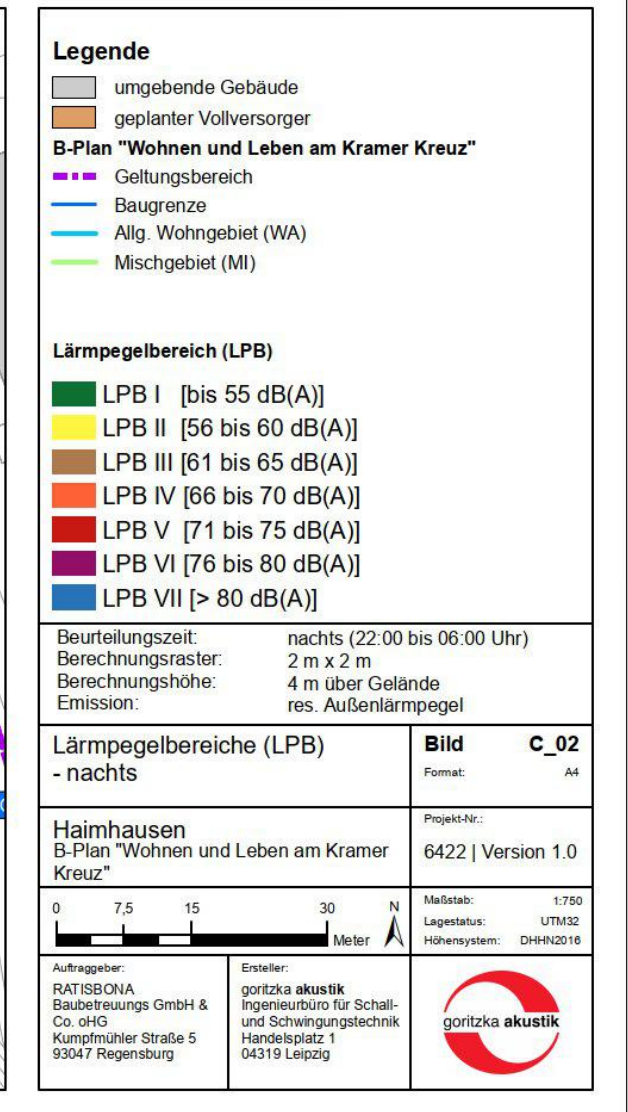 Legende
umgebende Gebäude
geplanter Vollversorger
B-Plan "Wohnen und Leben am Kramer Kreuz"
Geltungsbereich
Baugrenze
Allg. Wohngebiet (WA)
Mischgebiet (MI)
Lärmpegelbereich (LPB)
LPB I [bis 55 dB(A)]
LPB II [56 bis 60 dB(A)]
LPB III [61 bis 65 dB(A)]
LPB IV [66 bis 70 dB(A)]
LPB V [71 bis 75 dB(A)]
LPB VI [76 bis 80 dB(A)]
LPB VII [> 80 dB(A)]
Beurteilungszeit: nachts (22:00 bis 06:00 Uhr)
Berechnungsraster: 2 m x 2 m
Berechnungshöhe: 4 m über Gelände
Emission: res. Außenlärmpegel
Lärmpegelbereiche (LPB)
- nachts
Bild C_02
Format: A4
Haimhausen
B-Plan "Wohnen und Leben am Kramer
Kreuz"
Projekt-Nr.:
6422 | Version 1.0
0 7,5 15 30 N
Meter
Maßstab: 1:750
Lagestatus: UTM32
Höhensystem: DHHN2016
Auftraggeber:
RATISBONA
Baubetreuungs GmbH &
Co. oHG
Kumpfmühler Straße 5
93047 Regensburg
Ersteller:
goritzka akustik
Ingenieurbüro für Schall-
und Schwingungstechnik
Handelsplatz 1
04319 Leipzig
goritzka akustik